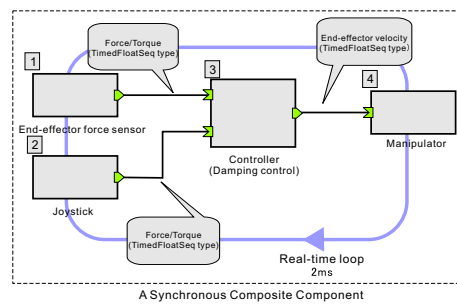 Force/Torque
(TimedFloatSeq type)
End-effector velocity
(TimedFloatSeq type)
1
3
4
End-effector force sensor
2
Controller
(Damping control)
Manipulator
Joystick
Force/Torque
(TimedFloatSeq type)
Real-time loop
2ms
A Synchronous Composite Component